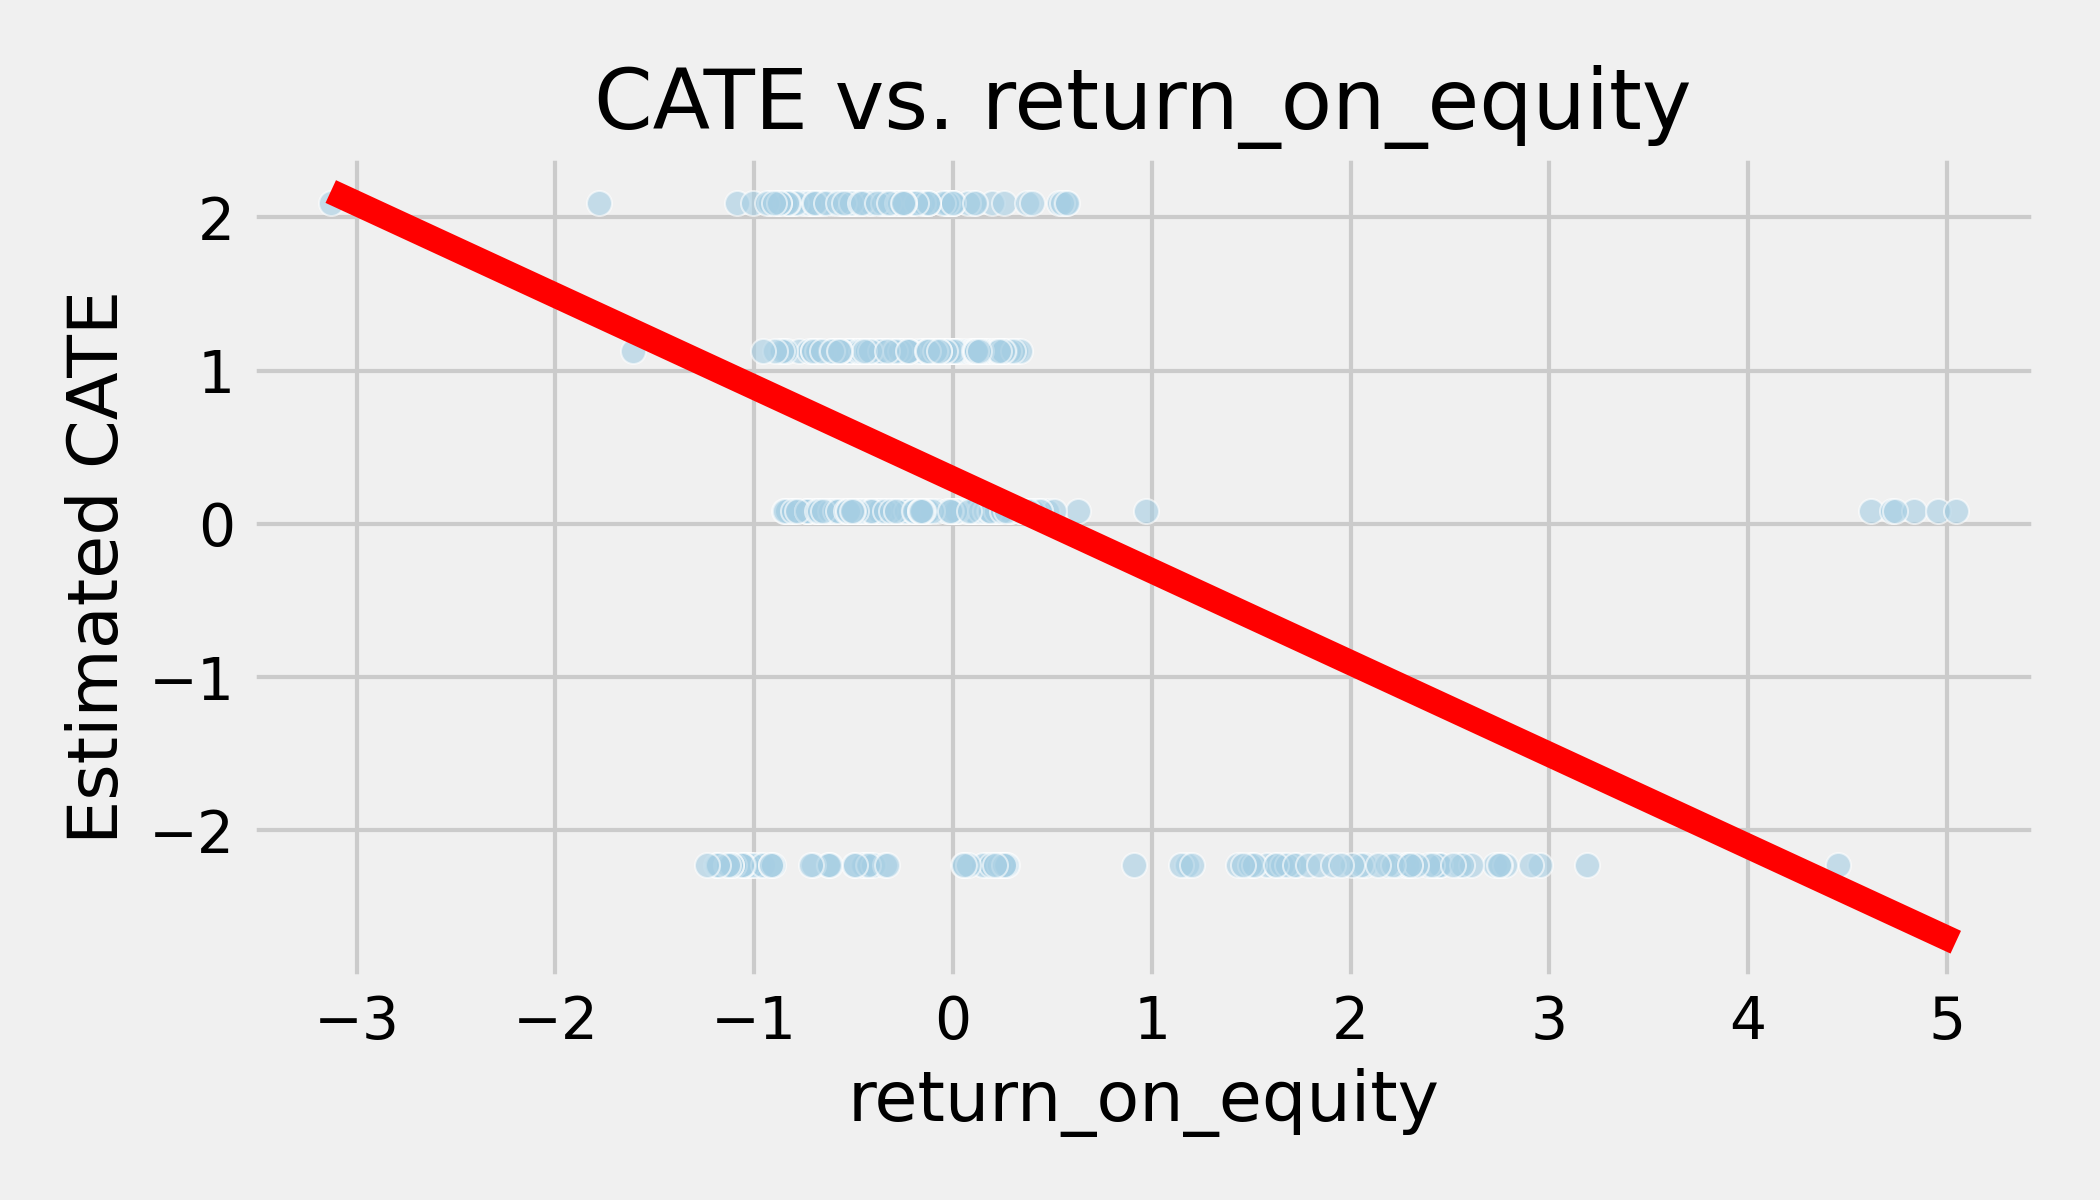 CATE vs. return_on_equity
Estimated CATE
2
1
0
−1
−2
−3 −2 −1 0 1 2 3 4 5
return_on_equity